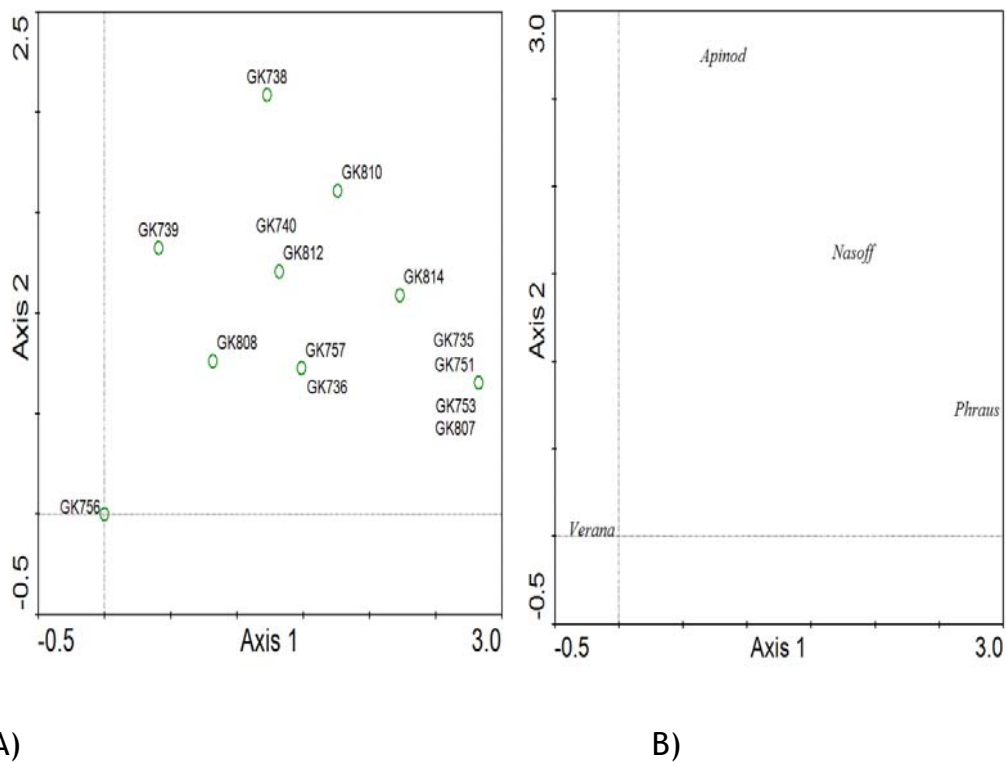 2.5
GK738
GK810
GK739
GK740
GK812
GK814
Axis 2
GK808
GK757
GK736
GK735
GK751
GK753
GK807
GK756
-0.5
-0.5
Axis 1
3.0
A)
3.0
Apinod
Nasoff
Axis 2
Phraus
Verana
-0.5
-0.5
Axis 1
3.0
B)